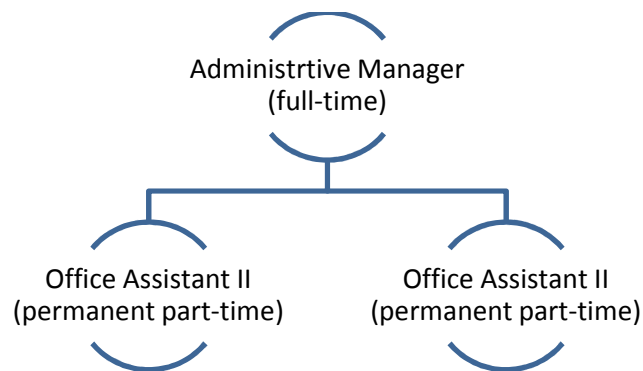 Administrtive Manager
(full-time)
Office Assistant II
(permanent part-time)
Office Assistant II
(permanent part-time)